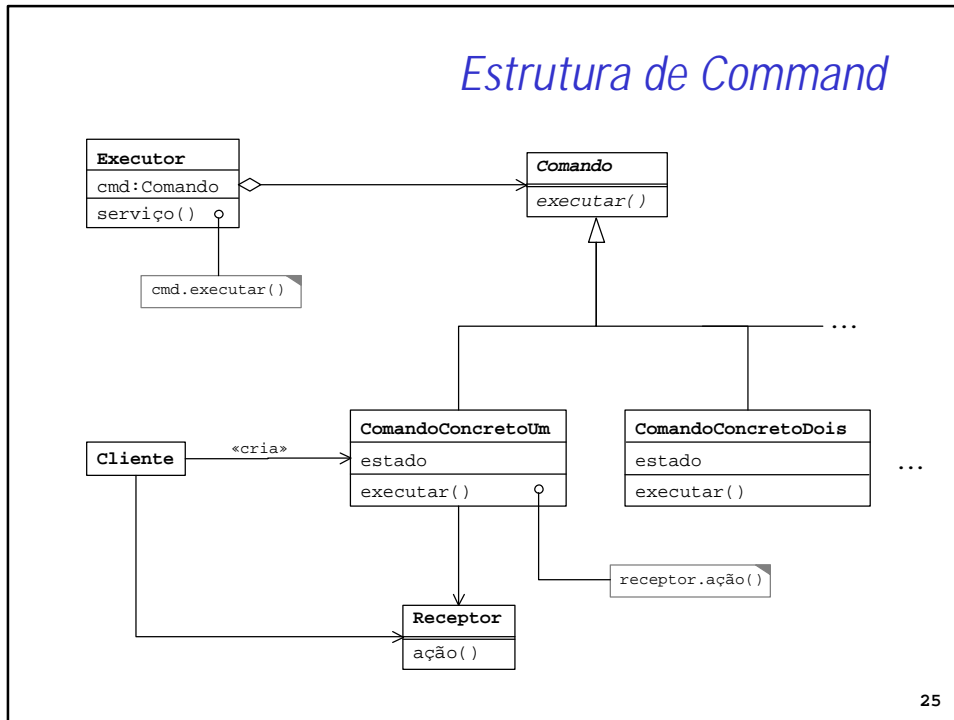 Estrutura de Command
Executor
cmd:Comando
serviço()
cmd.executar()
Comando
executar()
...
Cliente
«cria»
ComandoConcretoUm
estado
executar()
ComandoConcretoDois
estado
executar()
...
receptor.ação()
Receptor
ação()
25